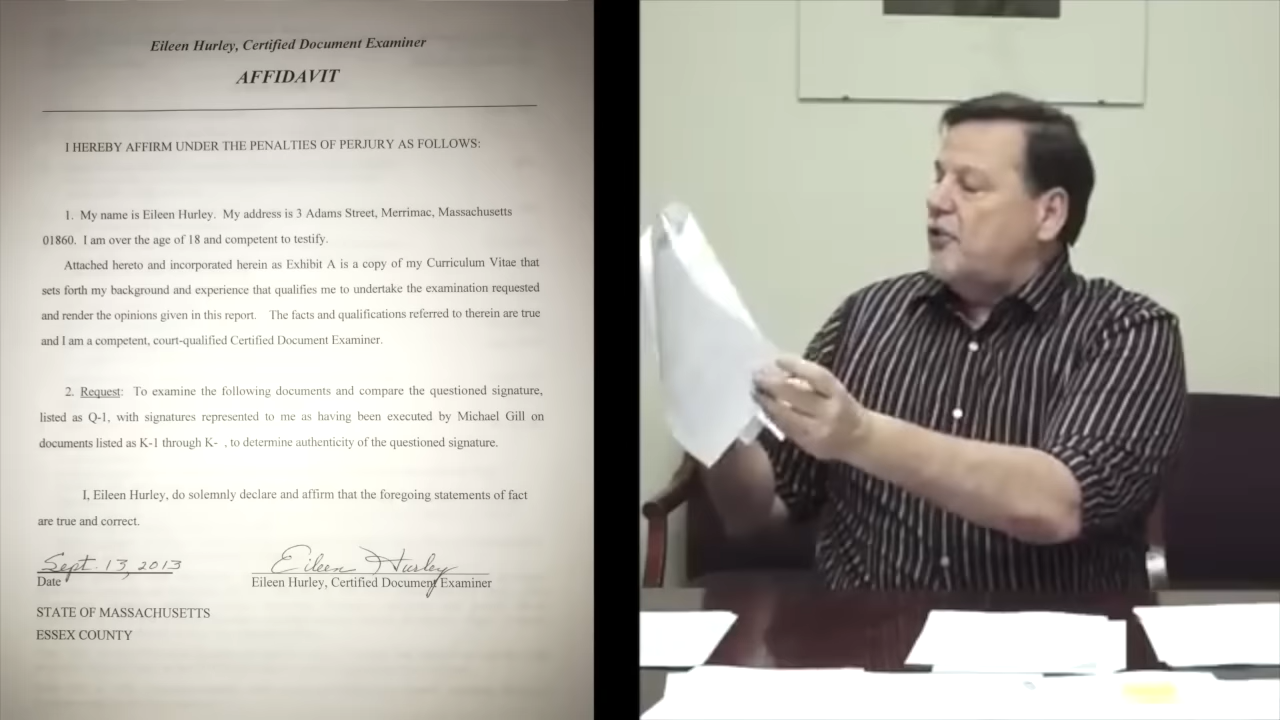 Eileen Hurley, Certified Document Examiner
AFFIDAVIT
I HEREBY AFFIRM UNDER THE PENALTIES OF PERJURY AS FOLLOWS:
1. My name is Eileen Hurley. My address is 3 Adams Street, Merrimac, Massachusetts
01860. I am over the age of 18 and competent to testify.
Attached hereto and incorporated herein as Exhibit A is a copy of my Curriculum Vitae that
sets forth my background and experience that qualifies me to undertake the examination requested
and render the opinions given in this report. The facts and qualifications referred to therein are true
and I am a competent, court-qualified Certified Document Examiner.
2. Request: To examine the following documents and compare the questioned signature,
listed as Q-1, with signatures represented to me as having been executed by Michael Gill on
documents listed as K-1 through K- , to determine authenticity of the questioned signature.
I, Eileen Hurley, do solemnly declare and affirm that the foregoing statements of fact
are true and correct.
Sept. 13, 2013 Eileen Hurley
Date Eileen Hurley, Certified Document Examiner
STATE OF MASSACHUSETTS
ESSEX COUNTY